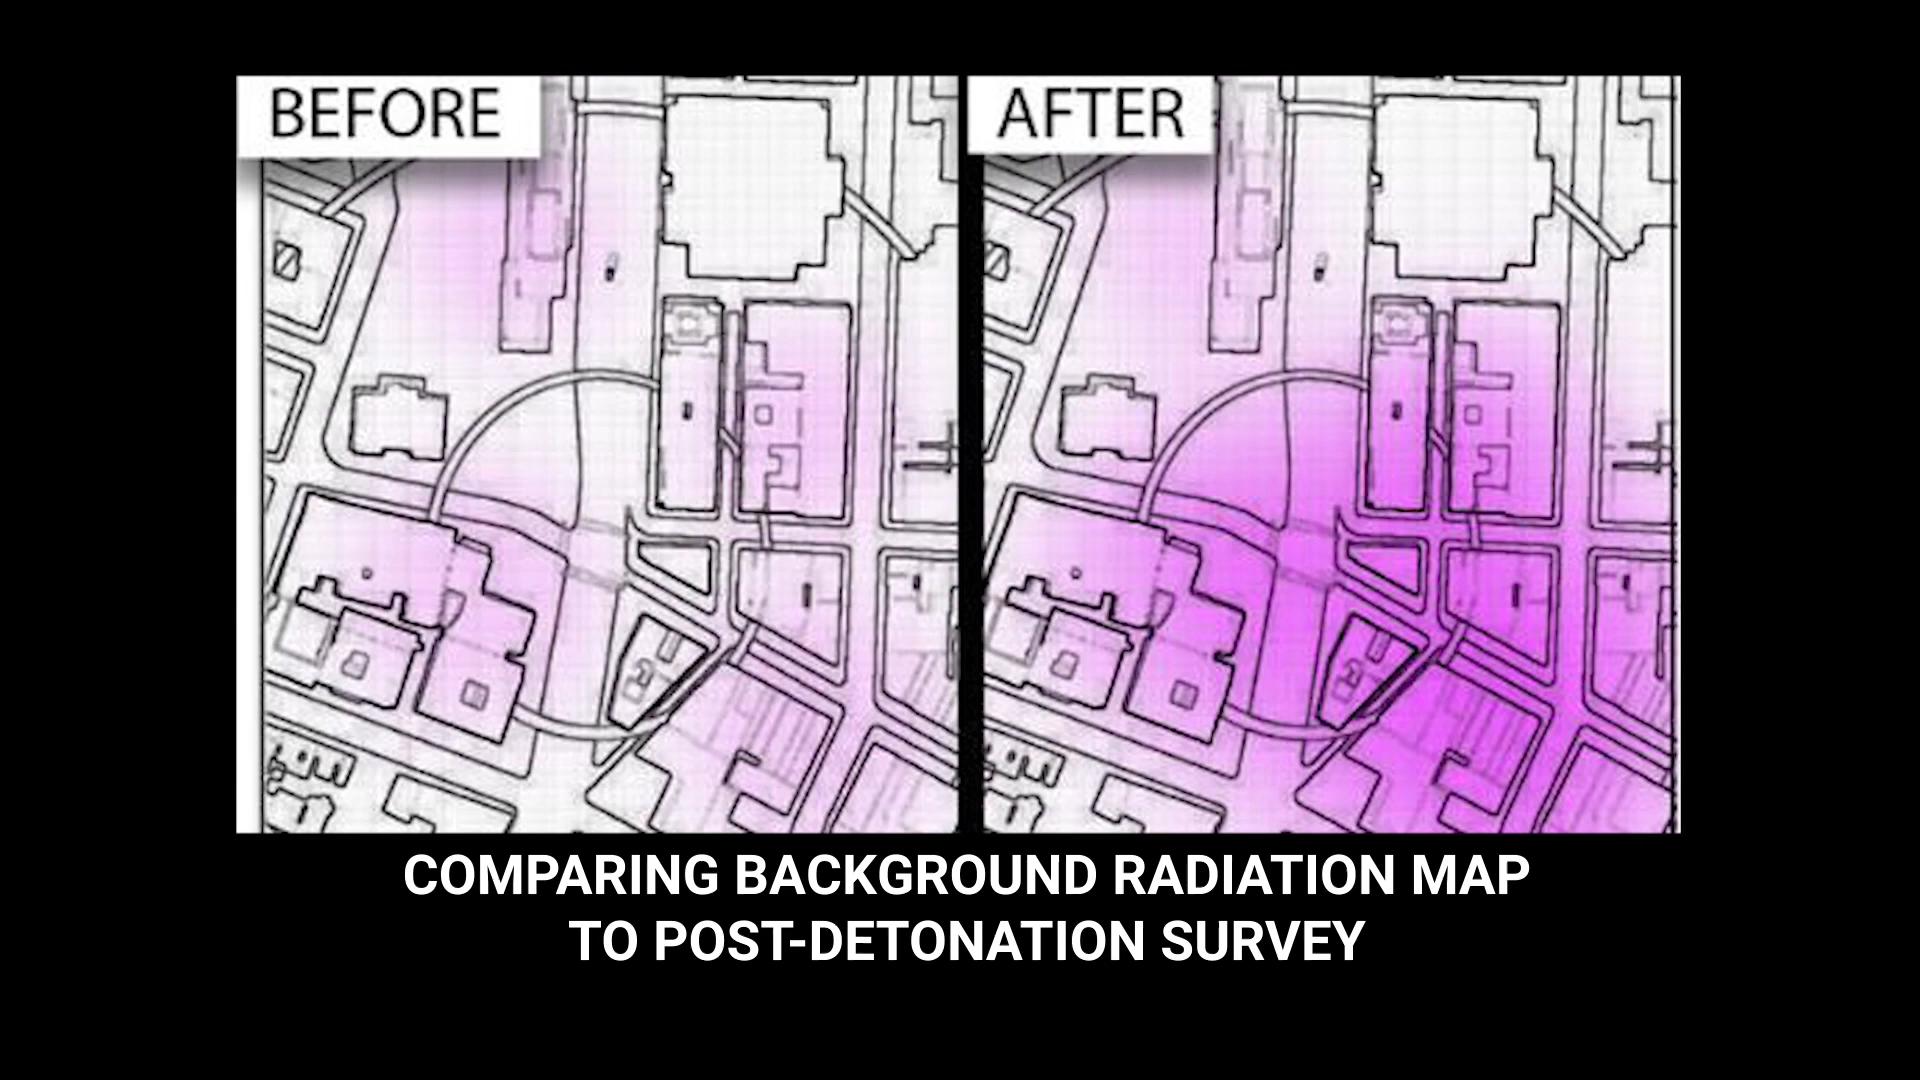 BEFORE
AFTER
COMPARING BACKGROUND RADIATION MAP
TO POST-DETONATION SURVEY